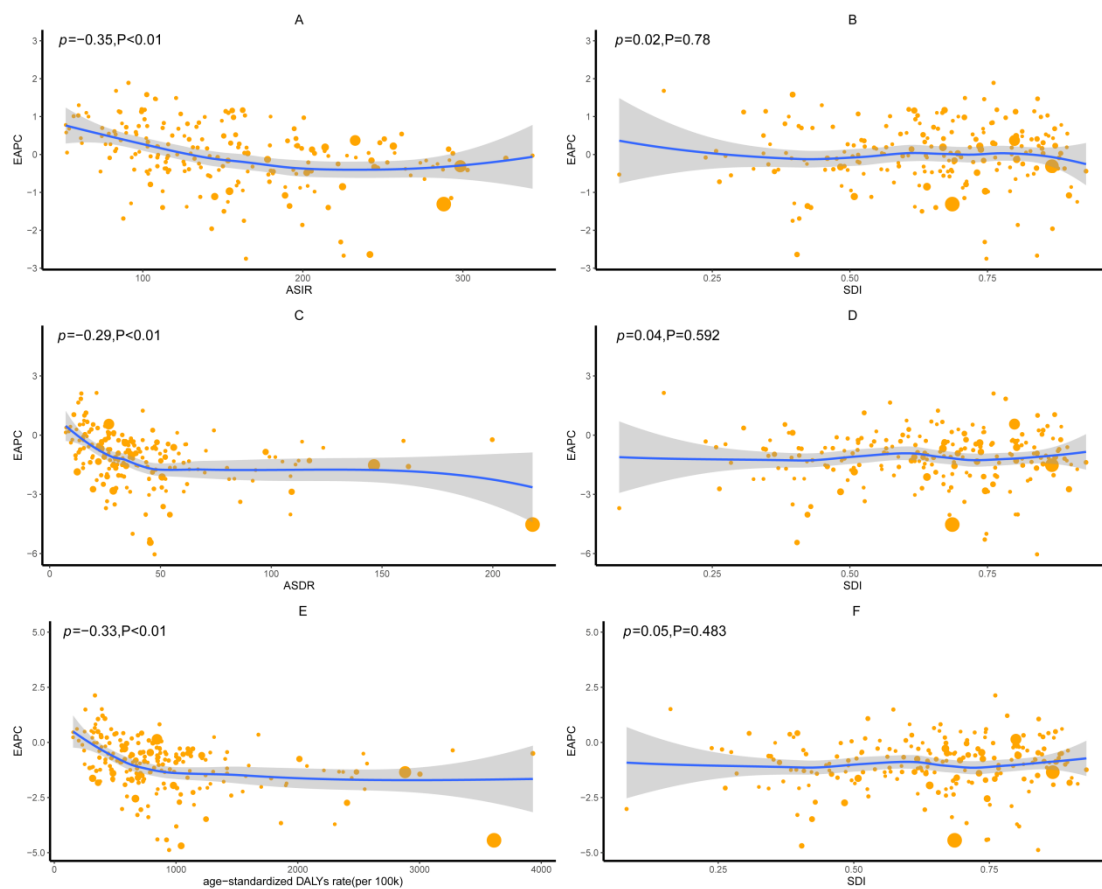 A
p=−0.35,P<0.01
EAPC
3
2
1
0
−1
−2
−3
100
200
300
ASIR
B
p=0.02,P=0.78
EAPC
3
2
1
0
−1
−2
−3
0.25
0.50
0.75
SDI
C
p=−0.29,P<0.01
EAPC
3
0
−3
−6
0
50
100
150
200
ASDR
D
p=0.04,P=0.592
EAPC
3
0
−3
−6
0.25
0.50
0.75
SDI
E
p=−0.33,P<0.01
EAPC
5.0
2.5
0.0
−2.5
−5.0
0
1000
2000
3000
4000
age−standardized DALYs rate(per 100k)
F
p=0.05,P=0.483
EAPC
5.0
2.5
0.0
−2.5
−5.0
0.25
0.50
0.75
SDI